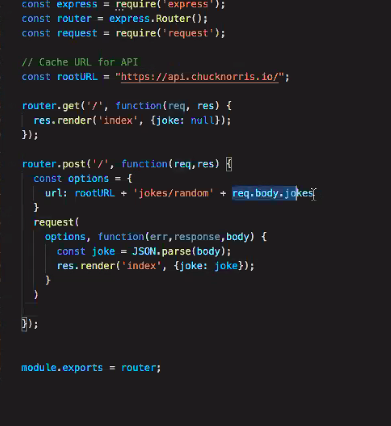 const express = require('express');
const router = express.Router();
const request = require('request');
// Cache URL for API
const rootURL = "https://api.chucknorris.io/";
router.get('/', function(req, res) {
res.render('index', {joke: null});
});
router.post('/', function(req,res) {
const options = {
url: rootURL + 'jokes/random' + req.body.jokes
}
request(
options, function(err,response,body) {
const joke = JSON.parse(body);
res.render('index', {joke: joke});
}
)
});
module.exports = router;